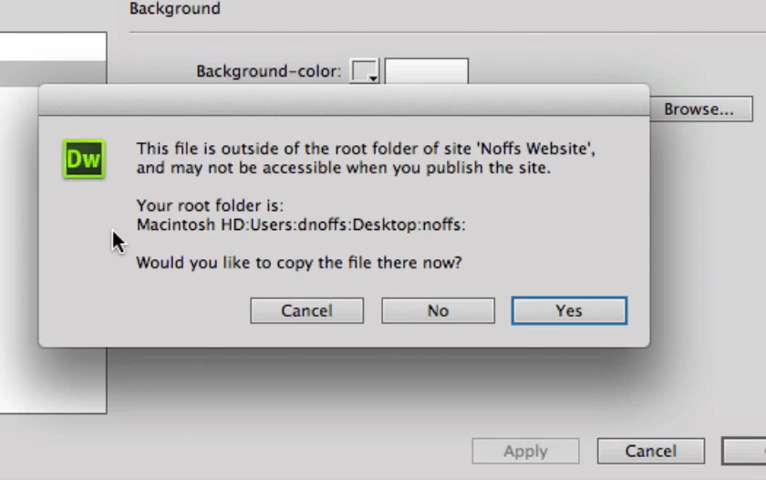 Background
Background-color:
Browse...
Dw
This file is outside of the root folder of site 'Noffs Website',
and may not be accessible when you publish the site.
Your root folder is:
Macintosh HD:Users:dnoffs:Desktop:noffs:
Would you like to copy the file there now?
Cancel No Yes
Apply Cancel